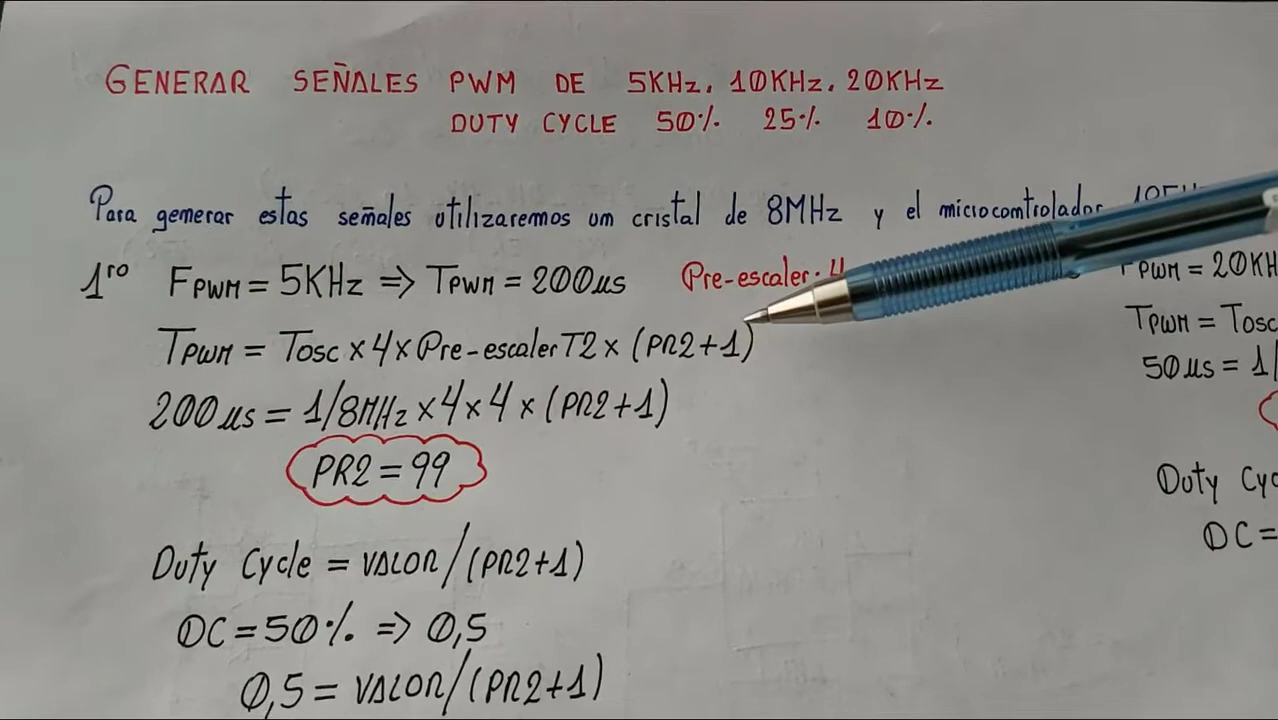 GENERAR SEÑALES PWM DE 5KHz, 10KHz, 20KHz
DUTY CYCLE 50% 25% 10%
Para generar estas señales utilizaremos un cristal de 8MHz y el microcontrolador
1ro FPWM = 5KHz => TPWM = 200us
Pre-escaler: 4
TPWM = Tosc x 4 x Pre-escalerT2 x (PR2+1)
200us = 1/8MHz x 4 x 4 x (PR2+1)
PR2 = 99
Duty Cycle = VALOR/(PR2+1)
DC = 50% => 0,5
0,5 = VALOR/(PR2+1)
FPWM = 20KH
TPWM = Tosc
50us = 1/
Duty Cyc
DC =